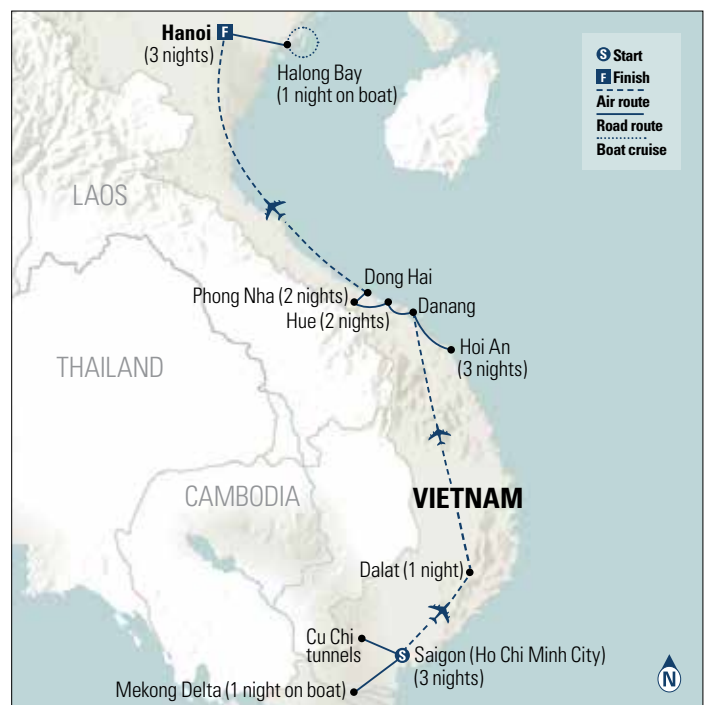 Hanoi F
(3 nights)
Halong Bay
(1 night on boat)
S Start
F Finish
Air route
Road route
Boat cruise
LAOS
Dong Hai
Phong Nha (2 nights)
Hue (2 nights)
Danang
Hoi An
(3 nights)
THAILAND
CAMBODIA
VIETNAM
Dalat (1 night)
Cu Chi
tunnels
S Saigon (Ho Chi Minh City)
(3 nights)
Mekong Delta (1 night on boat)
N